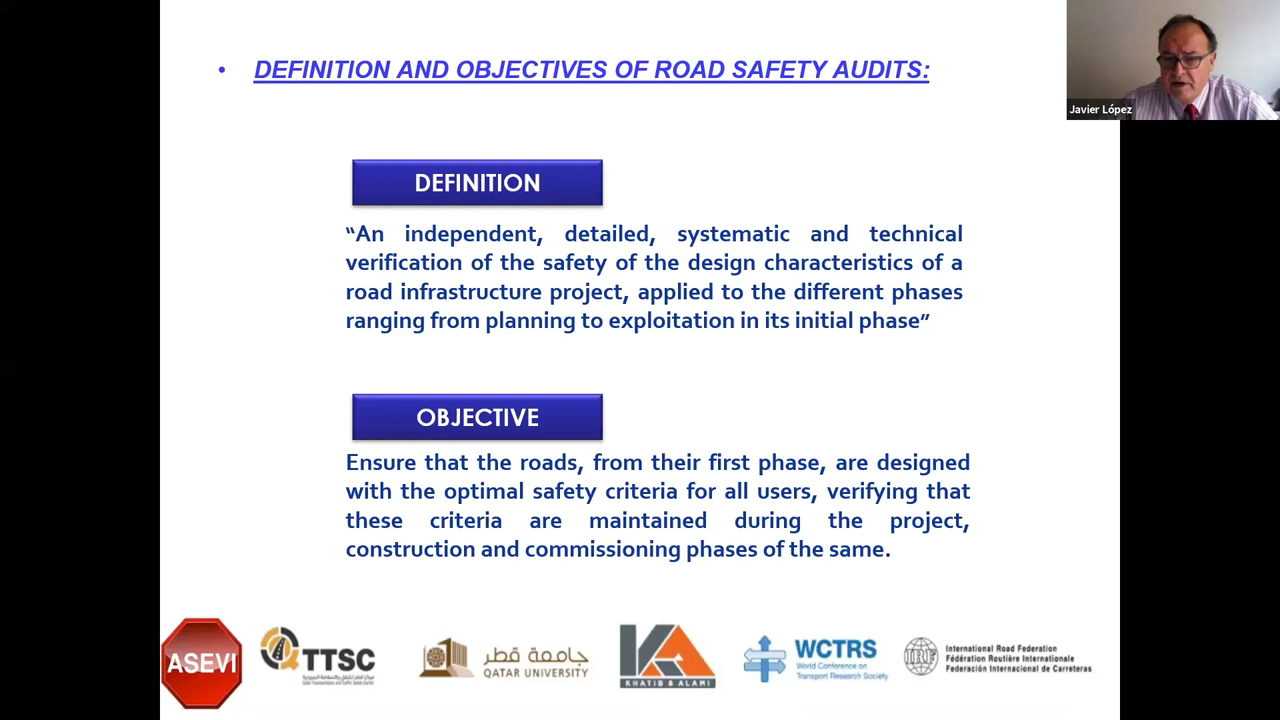 • DEFINITION AND OBJECTIVES OF ROAD SAFETY AUDITS:
Javier López
DEFINITION
“An independent, detailed, systematic and technical
verification of the safety of the design characteristics of a
road infrastructure project, applied to the different phases
ranging from planning to exploitation in its initial phase”
OBJECTIVE
Ensure that the roads, from their first phase, are designed
with the optimal safety criteria for all users, verifying that
these criteria are maintained during the project,
construction and commissioning phases of the same.
ASEVI
TTSC
جامعة قطر
QATAR UNIVERSITY
KA
KHATIB & ALAMI
WCTRS
World Conference on
Transport Research Society
IRF
International Road Federation
Fédération Routière Internationale
Federación Internacional de Carreteras